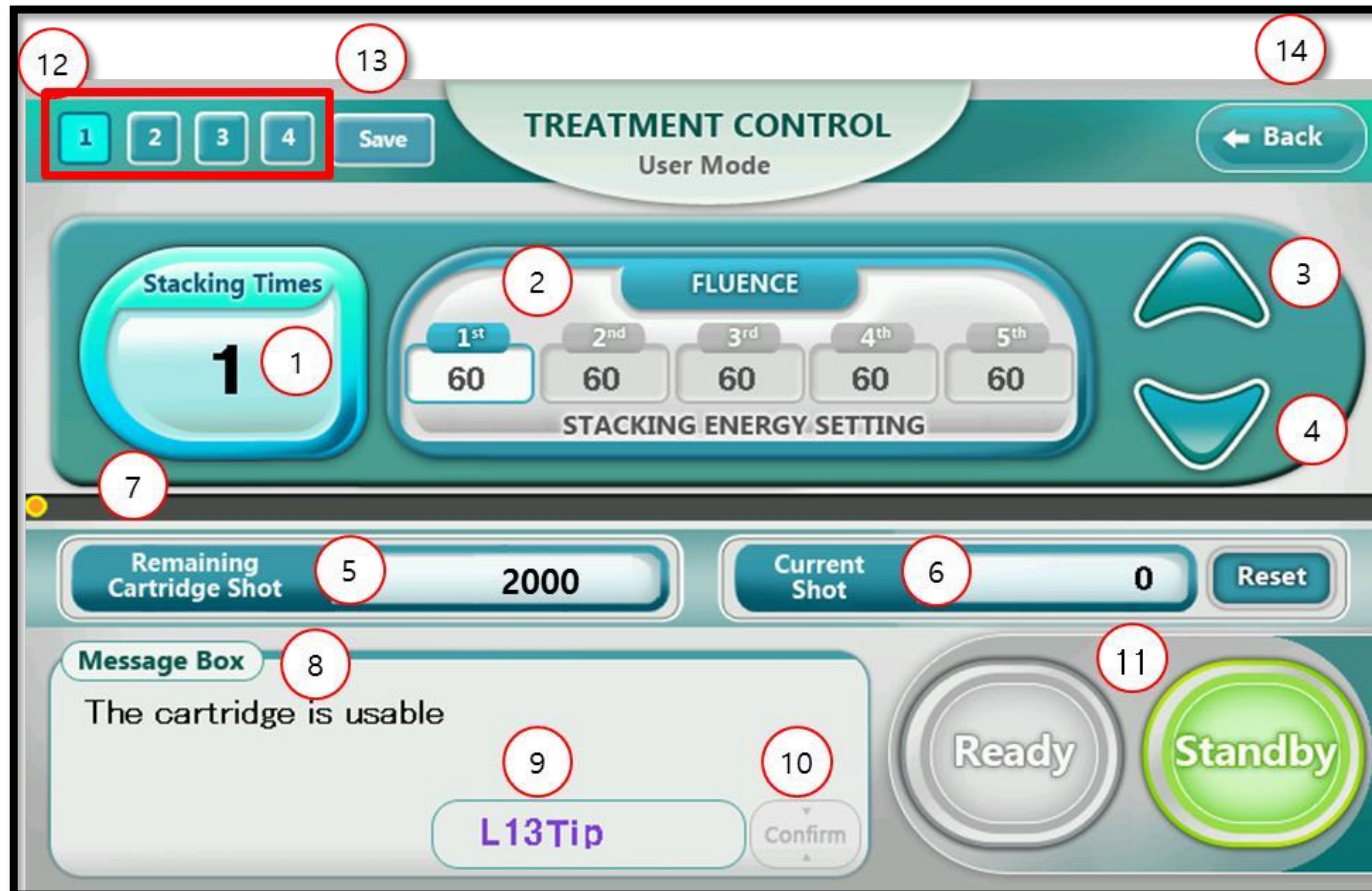 12
13
14
1 2 3 4 Save
TREATMENT CONTROL
User Mode
Back
Stacking Times
1
1
2
FLUENCE
1st 2nd 3rd 4th 5th
60 60 60 60 60
STACKING ENERGY SETTING
3
4
7
Remaining
Cartridge Shot
5
2000
Current
Shot
6
0
Reset
Message Box
8
The cartridge is usable
9
L13Tip
10
Confirm
11
Ready
Standby